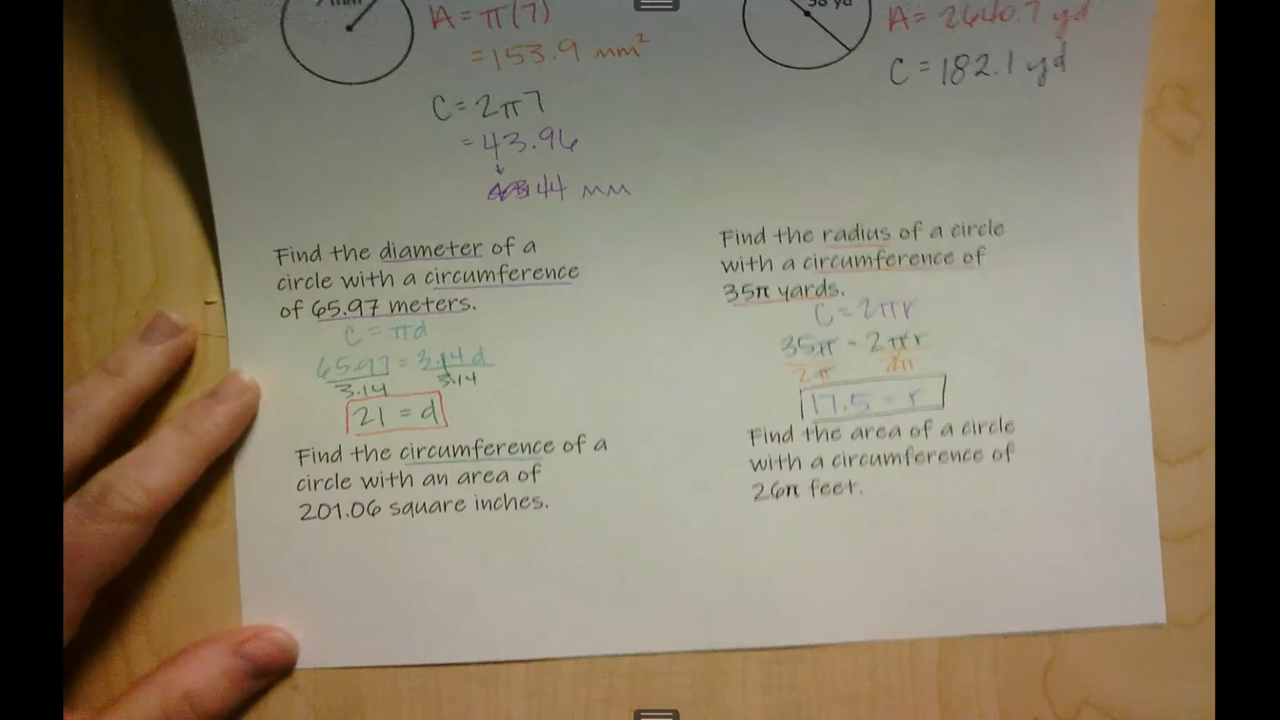 A = π(7)
= 153.9 mm²
C = 2π7
= 43.96
44 mm
A = 2640.7 yd
C = 182.1 yd
Find the diameter of a
circle with a circumference
of 65.97 meters.
C = πd
65.97 = 3.14 d
3.14 3.14
21 = d
Find the radius of a circle
with a circumference of
35π yards.
C = 2πr
35π = 2πr
2π 2π
17.5 = r
Find the circumference of a
circle with an area of
201.06 square inches.
Find the area of a circle
with a circumference of
26π feet.